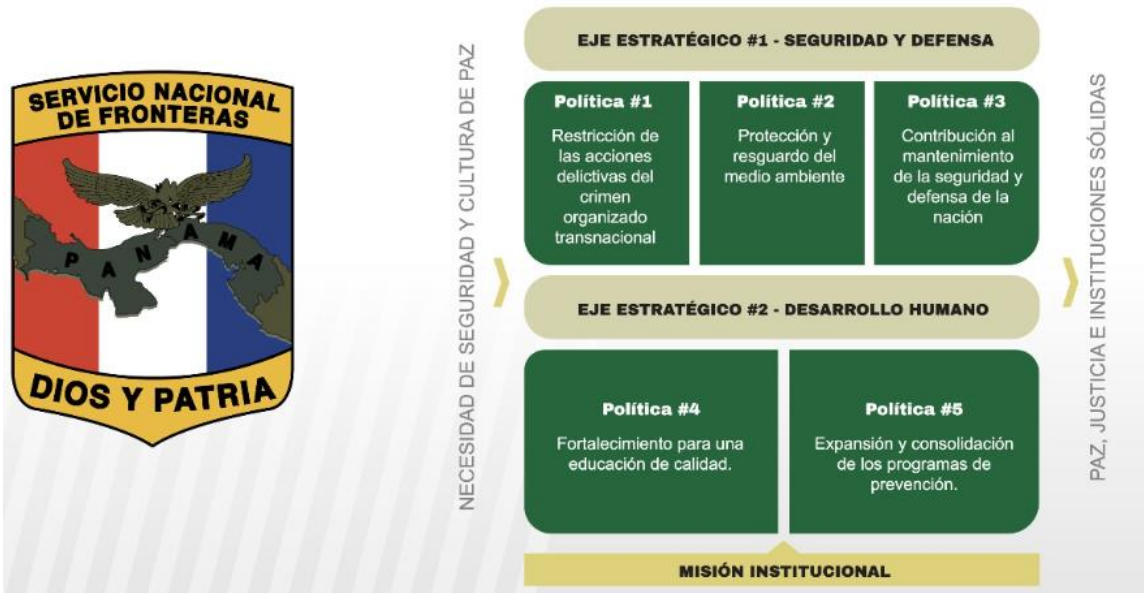 SERVICIO NACIONAL
DE FRONTERAS
PANAMA
DIOS Y PATRIA
NECESIDAD DE SEGURIDAD Y CULTURA DE PAZ
EJE ESTRATÉGICO #1 - SEGURIDAD Y DEFENSA
Política #1
Restricción de
las acciones
delictivas del
crimen
organizado
transnacional
Política #2
Protección y
resguardo del
medio ambiente
Política #3
Contribución al
mantenimiento
de la seguridad y
defensa de la
nación
EJE ESTRATÉGICO #2 - DESARROLLO HUMANO
Política #4
Fortalecimiento para una
educación de calidad.
Política #5
Expansión y consolidación
de los programas de
prevención.
MISIÓN INSTITUCIONAL
PAZ, JUSTICIA E INSTITUCIONES SÓLIDAS